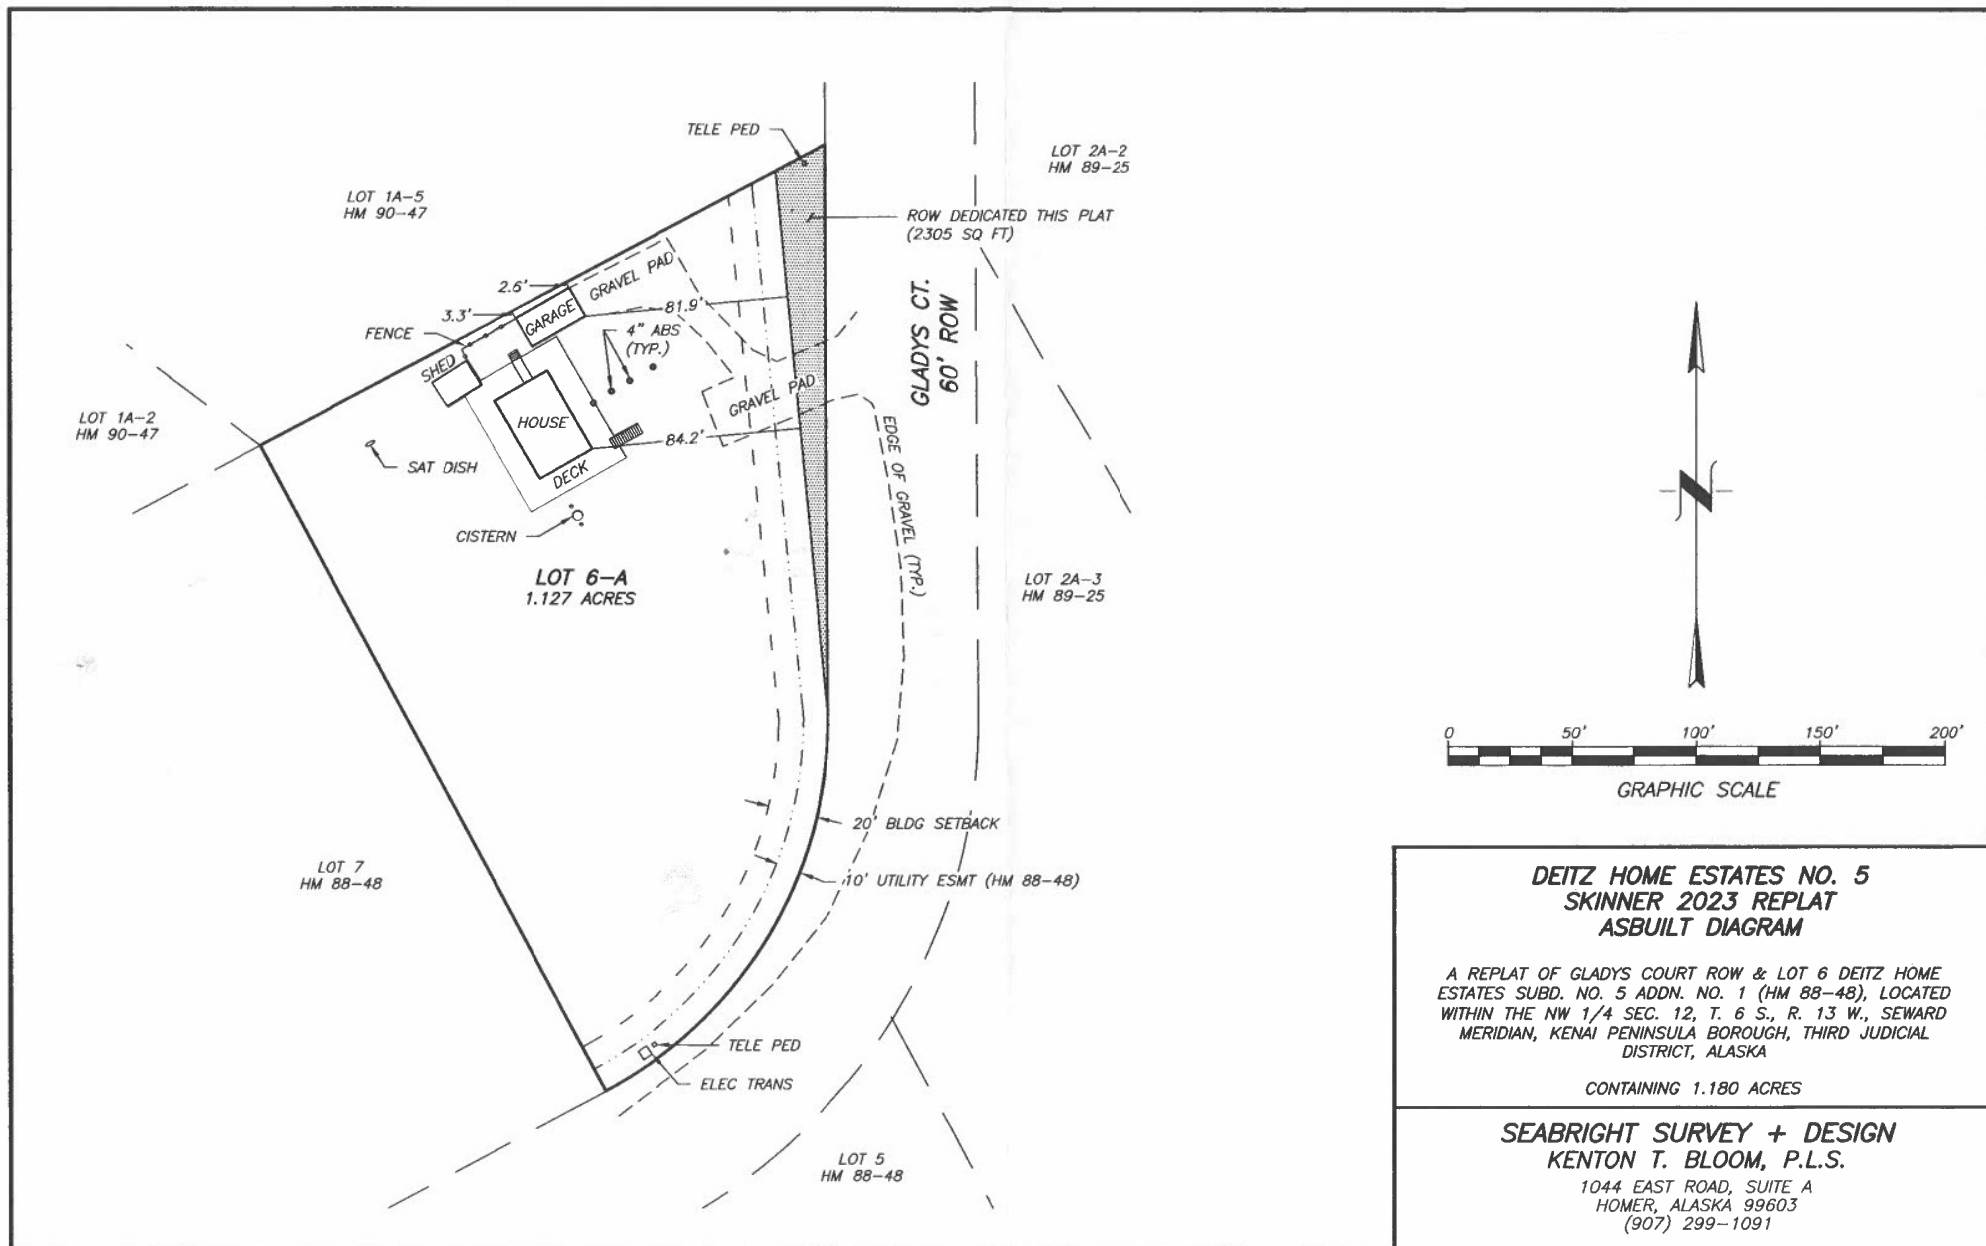 TELE PED
LOT 2A-2
HM 89-25
LOT 1A-5
HM 90-47
ROW DEDICATED THIS PLAT
(2305 SQ FT)
GRAVEL PAD
2.6'
GARAGE
81.9'
3.3'
FENCE
4" ABS
(TYP.)
GLADYS CT.
60' ROW
SHED
GRAVEL PAD
LOT 1A-2
HM 90-47
HOUSE
84.2'
EDGE OF GRAVEL (TYP.)
SAT DISH
DECK
CISTERN
LOT 6-A
1.127 ACRES
LOT 2A-3
HM 89-25
N
0 50' 100' 150' 200'
GRAPHIC SCALE
20' BLDG SETBACK
LOT 7
HM 88-48
10' UTILITY ESMT (HM 88-48)
TELE PED
ELEC TRANS
LOT 5
HM 88-48
DEITZ HOME ESTATES NO. 5
SKINNER 2023 REPLAT
ASBUILT DIAGRAM
A REPLAT OF GLADYS COURT ROW & LOT 6 DEITZ HOME
ESTATES SUBD. NO. 5 ADDN. NO. 1 (HM 88-48), LOCATED
WITHIN THE NW 1/4 SEC. 12, T. 6 S., R. 13 W., SEWARD
MERIDIAN, KENAI PENINSULA BOROUGH, THIRD JUDICIAL
DISTRICT, ALASKA
CONTAINING 1.180 ACRES
SEABRIGHT SURVEY + DESIGN
KENTON T. BLOOM, P.L.S.
1044 EAST ROAD, SUITE A
HOMER, ALASKA 99603
(907) 299-1091